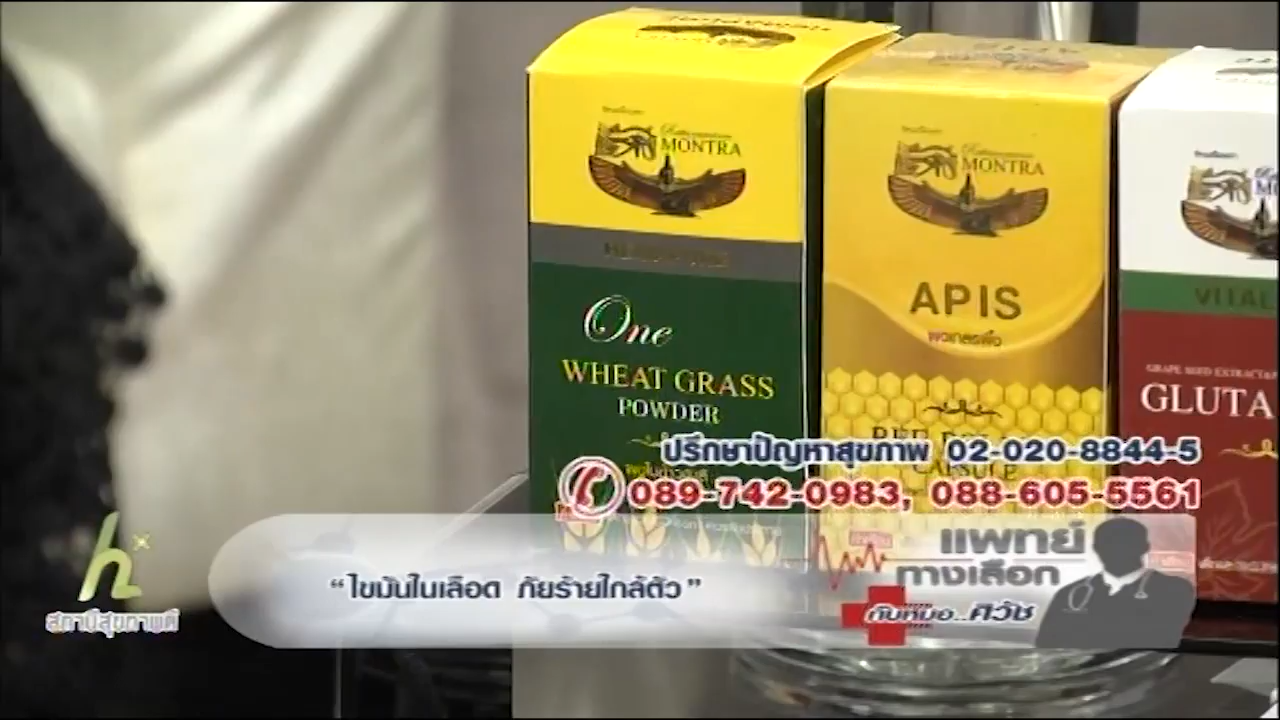 MONTRA
One
WHEAT GRASS
POWDER
MONTRA
APIS
ผงเกสรผึ้ง
CAPSULE
VITAL
GRAPE SEED EXTRACT
GLUTA
ปรึกษาปัญหาสุขภาพ 02-020-8844-5
089-742-0983, 088-605-5561
“ไขมันในเลือด ภัยร้ายใกล้ตัว”
แพทย์
ทางเลือก
กับหมอ..ศวัช
h
สถานีสุขภาพดี